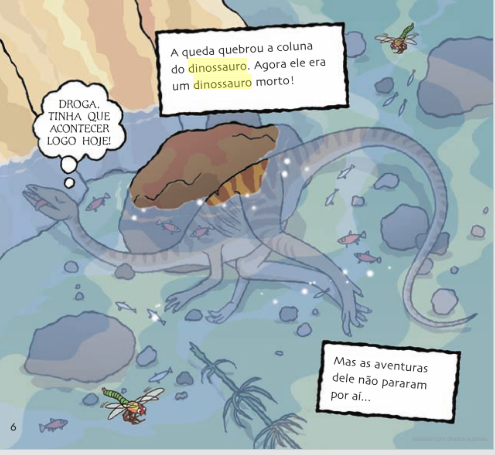 A queda quebrou a coluna
do dinossauro. Agora ele era
um dinossauro morto!
DROGA,
TINHA QUE
ACONTECER
LOGO HOJE!
Mas as aventuras
dele não pararam
por aí...
6